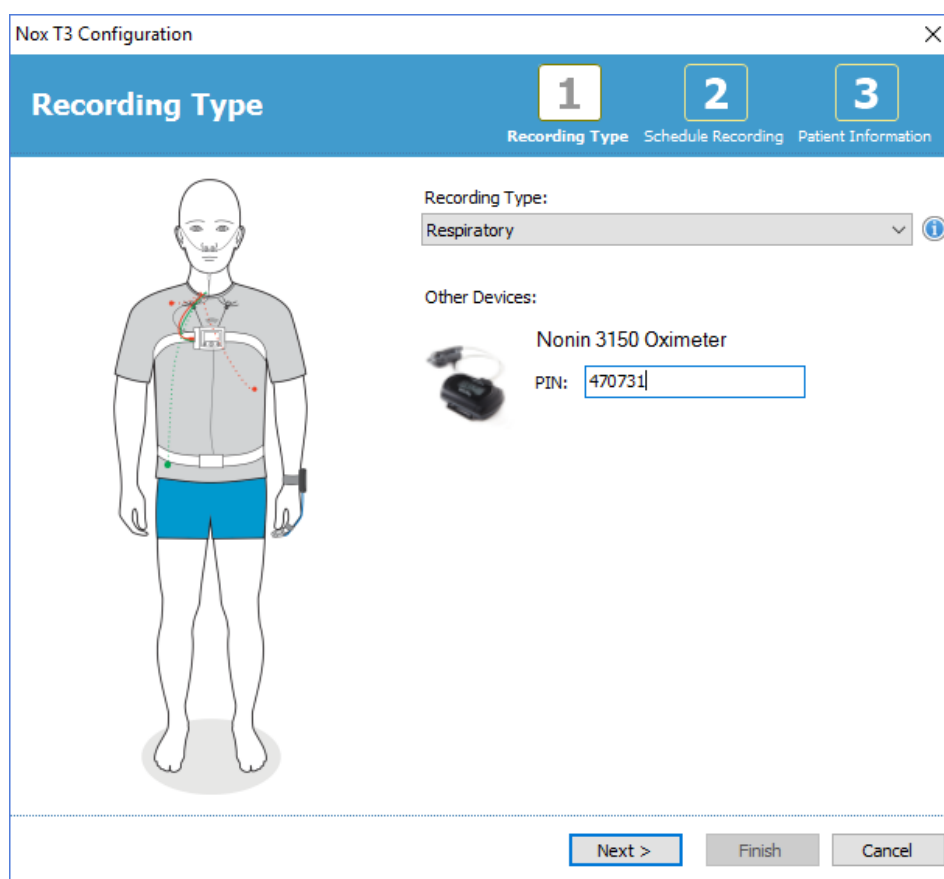 Nox T3 Configuration
Recording Type
1
2
3
Recording Type
Schedule Recording
Patient Information
Recording Type:
Respiratory
Other Devices:
Nonin 3150 Oximeter
PIN: 470731
Next >
Finish
Cancel